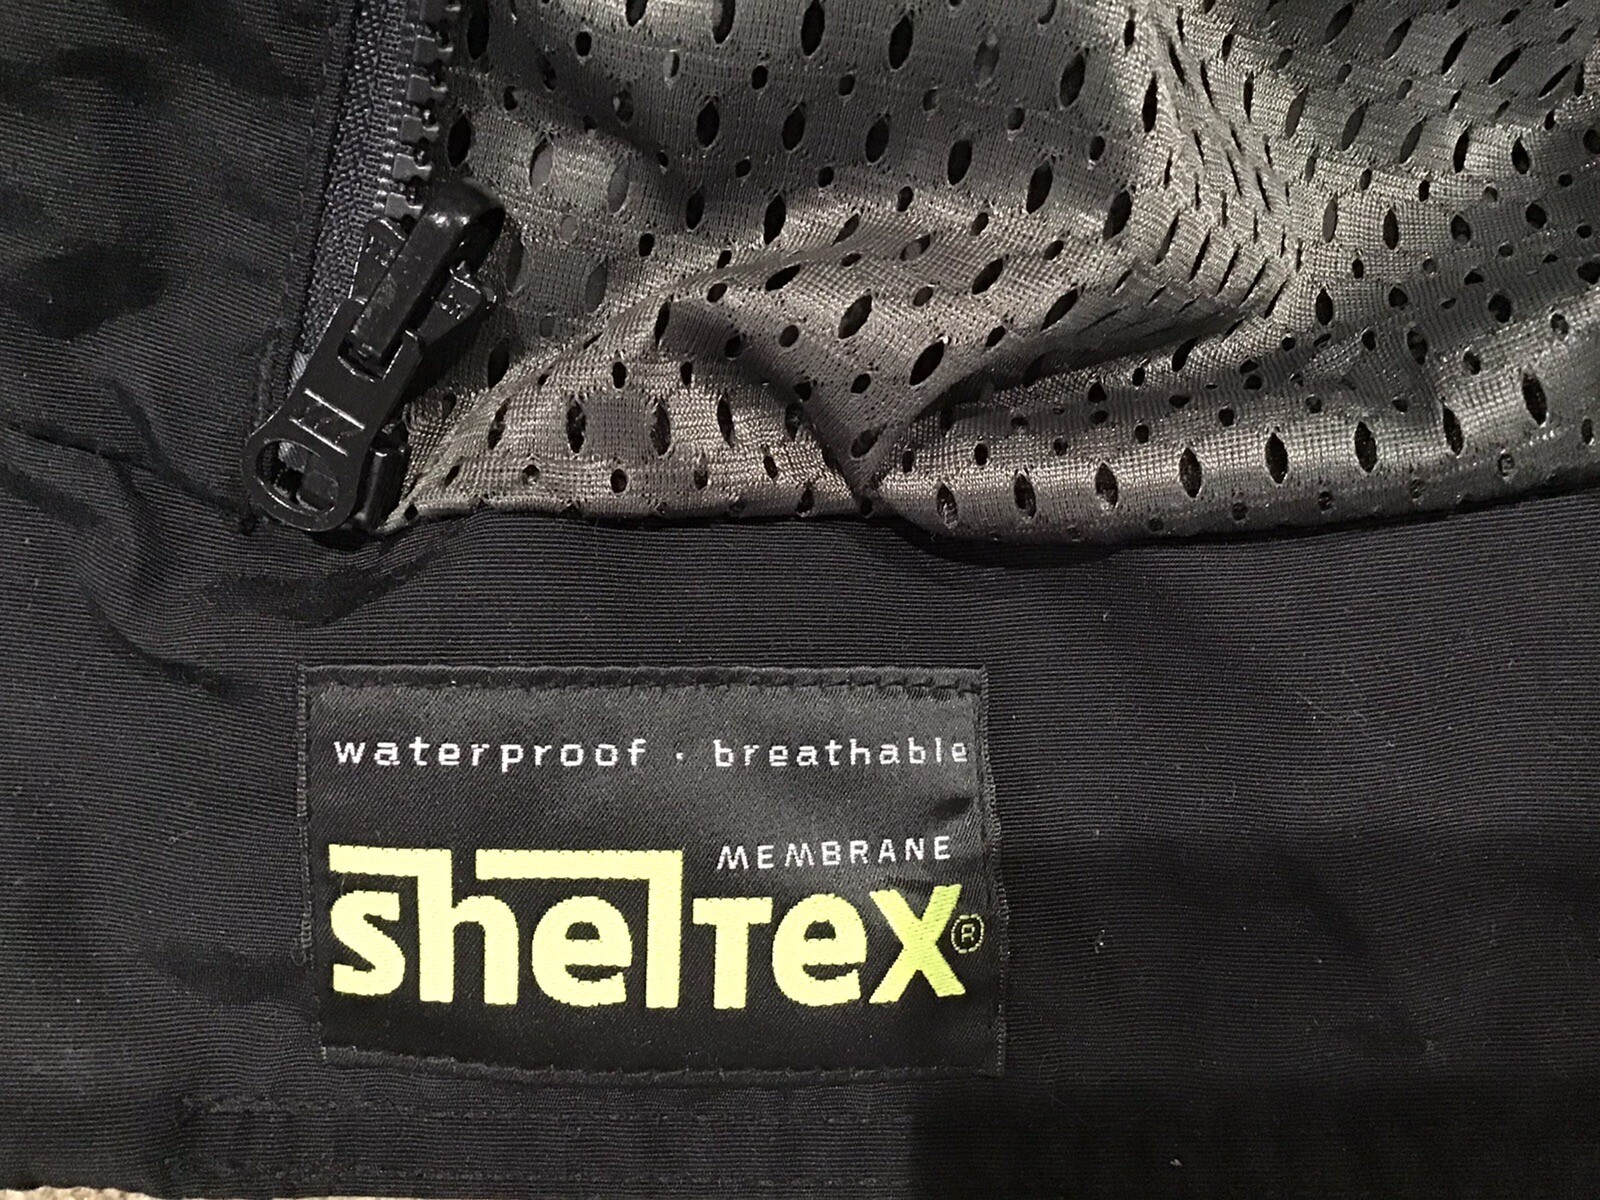 waterproof · breathable
MEMBRANE
shelTex®